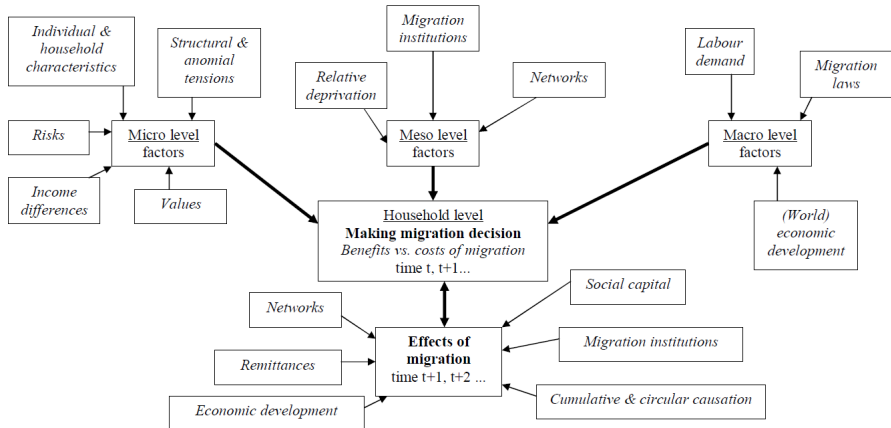 Individual &
household
characteristics
Structural &
anomial
tensions
Migration
institutions
Labour
demand
Relative
deprivation
Networks
Migration
laws
Risks
Micro level
factors
Meso level
factors
Macro level
factors
Income
differences
Values
Household level
Making migration decision
Benefits vs. costs of migration
time t, t+1...
(World)
economic
development
Networks
Social capital
Effects of
migration
time t+1, t+2 ...
Migration institutions
Remittances
Economic development
Cumulative & circular causation